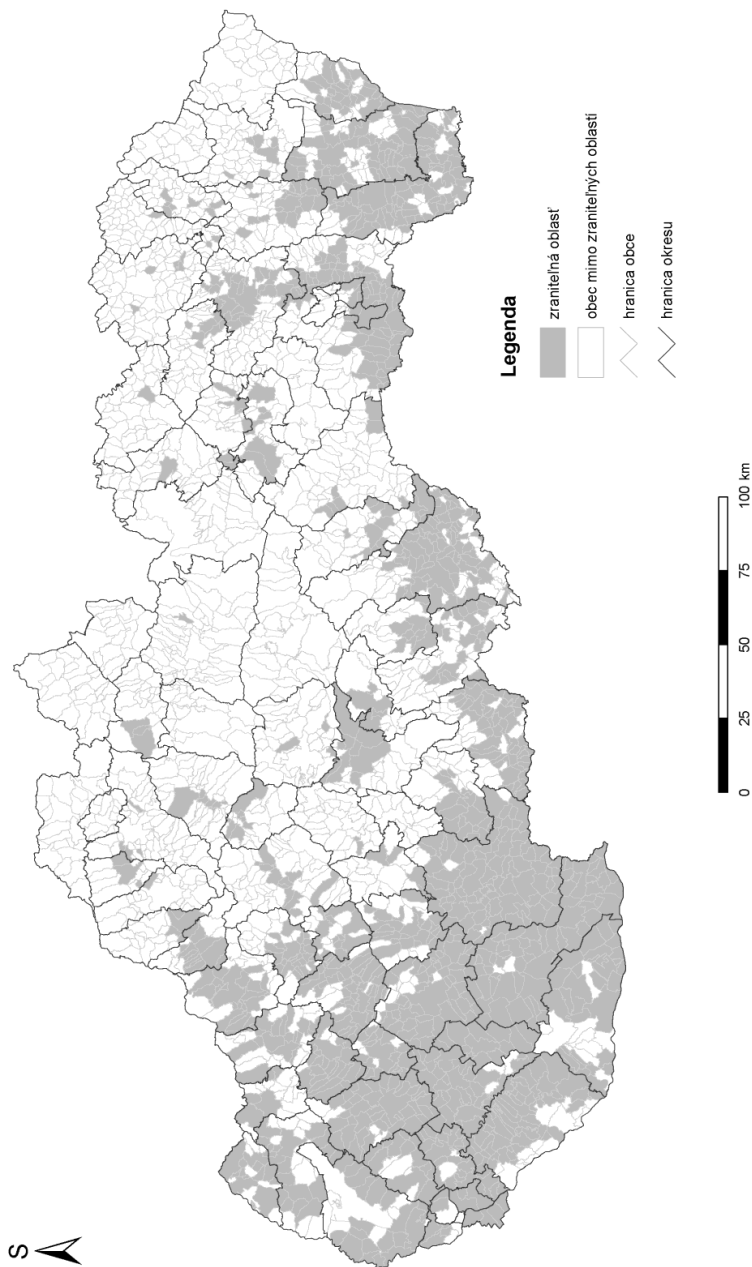 S
Legenda
zraniteľná oblasť
obec mimo zraniteľných oblastí
hranica obce
hranica okresu
0 25 50 75 100 km